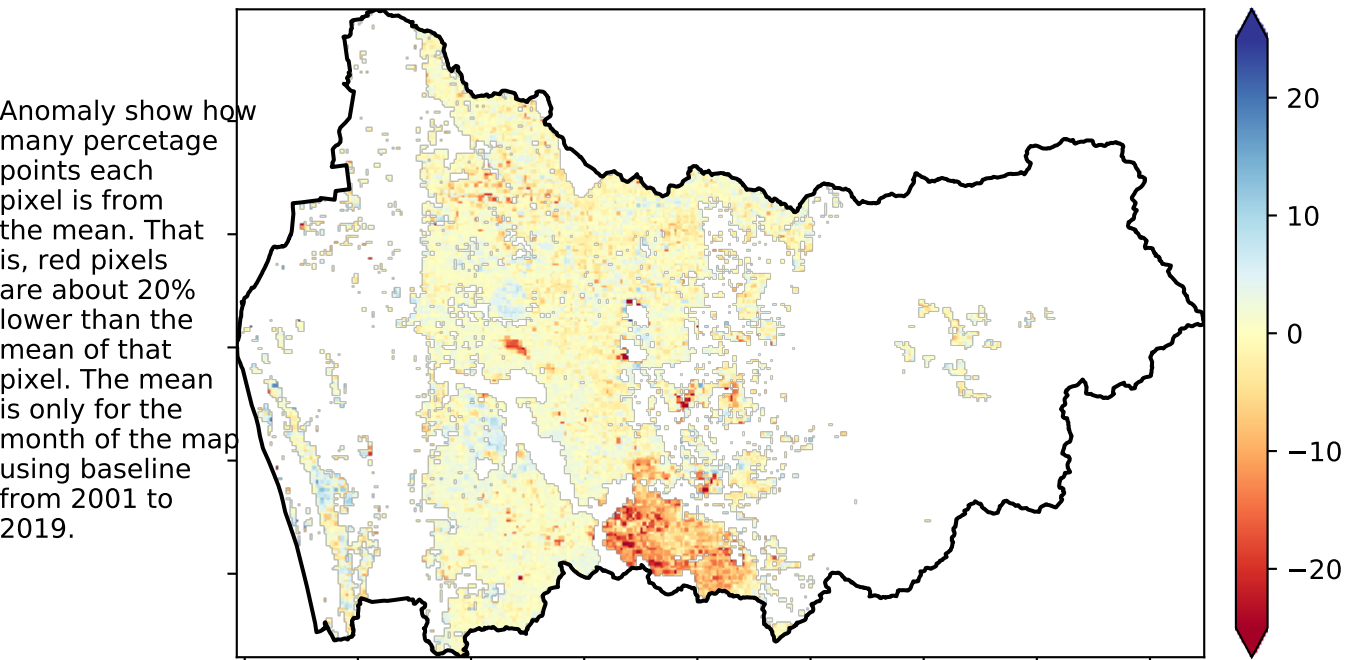 Anomaly show how
many percetage
points each
pixel is from
the mean. That
is, red pixels
are about 20%
lower than the
mean of that
pixel. The mean
is only for the
month of the map
using baseline
from 2001 to
2019.
20
10
0
−10
−20